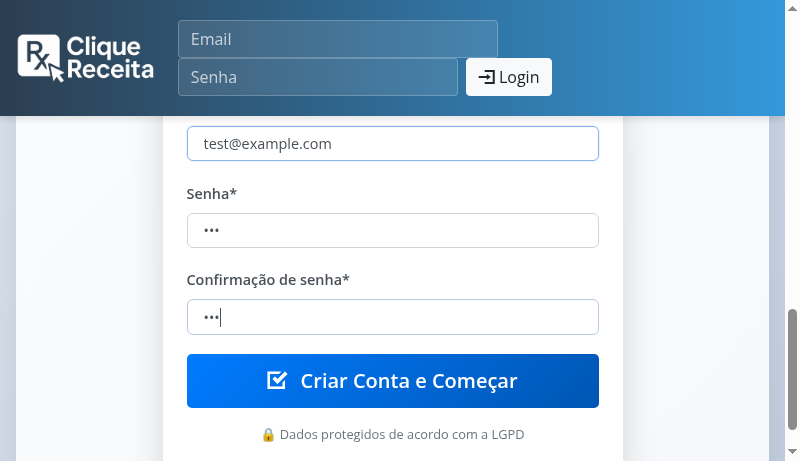 Rx
Clique
Receita
Email
Senha
Login
test@example.com
Senha*
•••
Confirmação de senha*
•••
Criar Conta e Começar
🔒 Dados protegidos de acordo com a LGPD